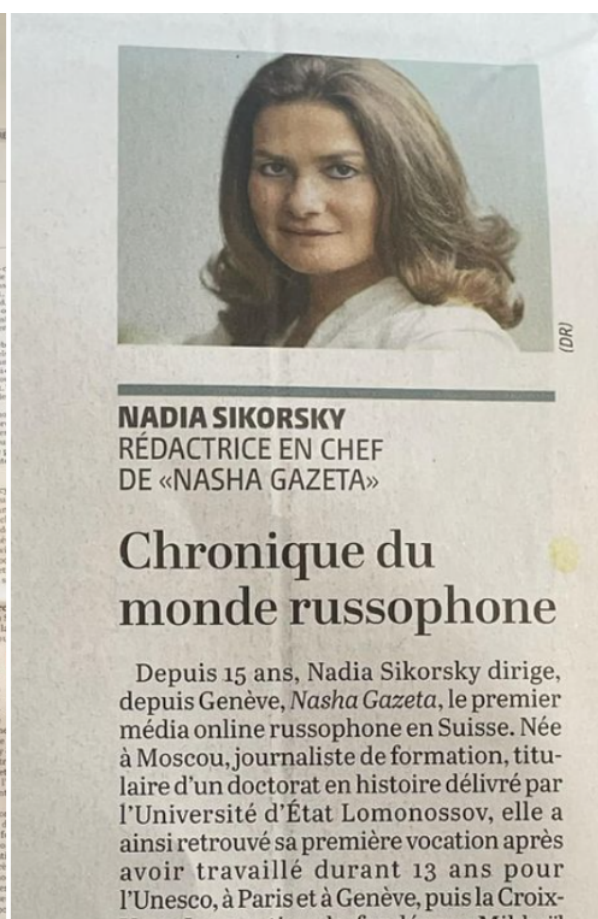 (DR)
NADIA SIKORSKY
RÉDACTRICE EN CHEF
DE «NASHA GAZETA»
Chronique du
monde russophone
Depuis 15 ans, Nadia Sikorsky dirige,
depuis Genève, Nasha Gazeta, le premier
média online russophone en Suisse. Née
à Moscou, journaliste de formation, titu-
laire d'un doctorat en histoire délivré par
l'Université d'État Lomonossov, elle a
ainsi retrouvé sa première vocation après
avoir travaillé durant 13 ans pour
l'Unesco, à Paris et à Genève, puis la Croix-